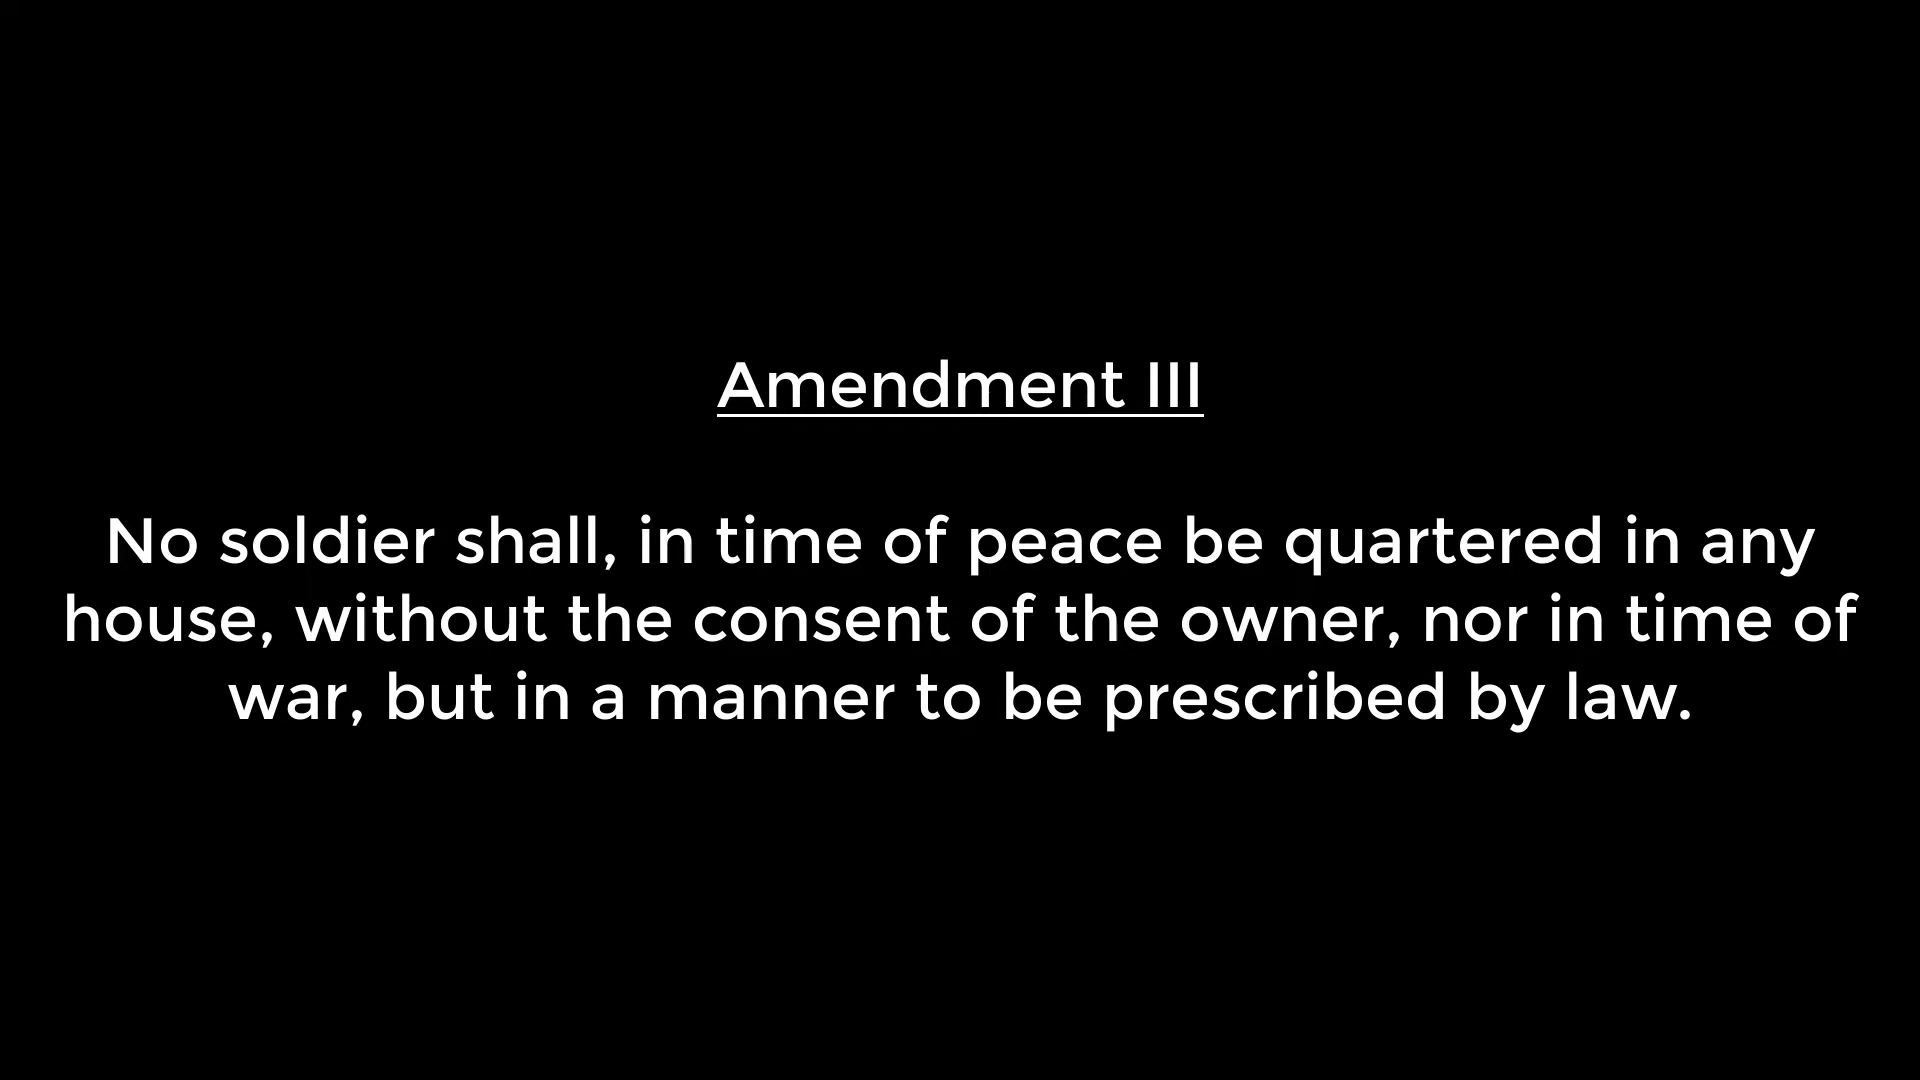 Amendment III
No soldier shall, in time of peace be quartered in any
house, without the consent of the owner, nor in time of
war, but in a manner to be prescribed by law.